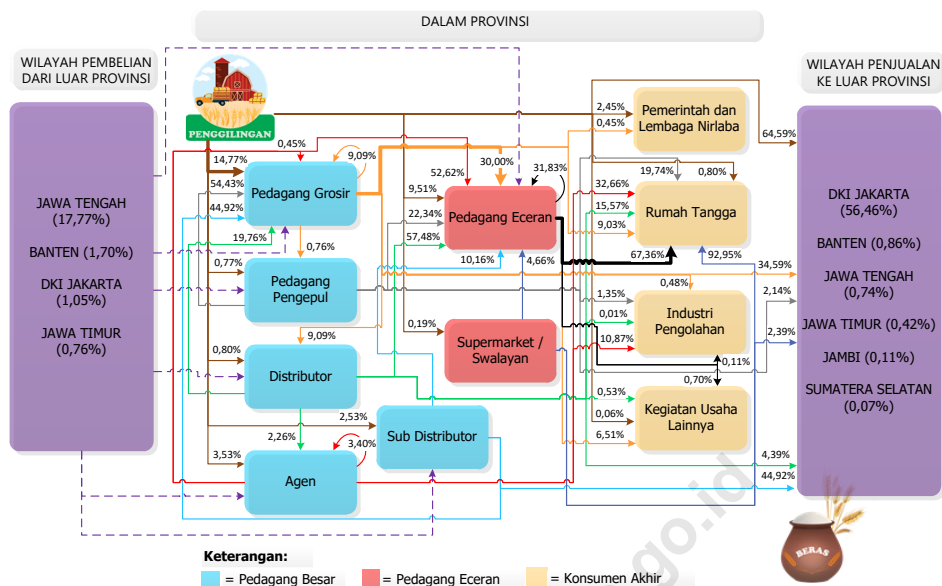 DALAM PROVINSI
WILAYAH PEMBELIAN
DARI LUAR PROVINSI
WILAYAH PENJUALAN
KE LUAR PROVINSI
PENGGILINGAN
JAWA TENGAH
(17,77%)
BANTEN (1,70%)
DKI JAKARTA
(1,05%)
JAWA TIMUR
(0,76%)
14,77%
0,45%
9,09%
54,43%
44,92%
Pedagang Grosir
19,76%
0,76%
0,77%
Pedagang
Pengepul
9,09%
0,80%
Distributor
2,26%
2,53%
3,53%
3,40%
Agen
Sub Distributor
30,00%
52,62%
31,83%
9,51%
22,34%
57,48%
Pedagang Eceran
10,16%
4,66%
0,19%
Supermarket /
Swalayan
2,45%
0,45%
Pemerintah dan
Lembaga Nirlaba
19,74%
0,80%
32,66%
15,57%
9,03%
Rumah Tangga
67,36%
92,95%
0,48%
1,35%
0,01%
10,87%
Industri
Pengolahan
0,11%
0,70%
0,53%
0,06%
6,51%
Kegiatan Usaha
Lainnya
64,59%
34,59%
2,14%
2,39%
4,39%
44,92%
DKI JAKARTA
(56,46%)
BANTEN (0,86%)
JAWA TENGAH
(0,74%)
JAWA TIMUR (0,42%)
JAMBI (0,11%)
SUMATERA SELATAN
(0,07%)
BERAS
go.id
Keterangan:
= Pedagang Besar
= Pedagang Eceran
= Konsumen Akhir